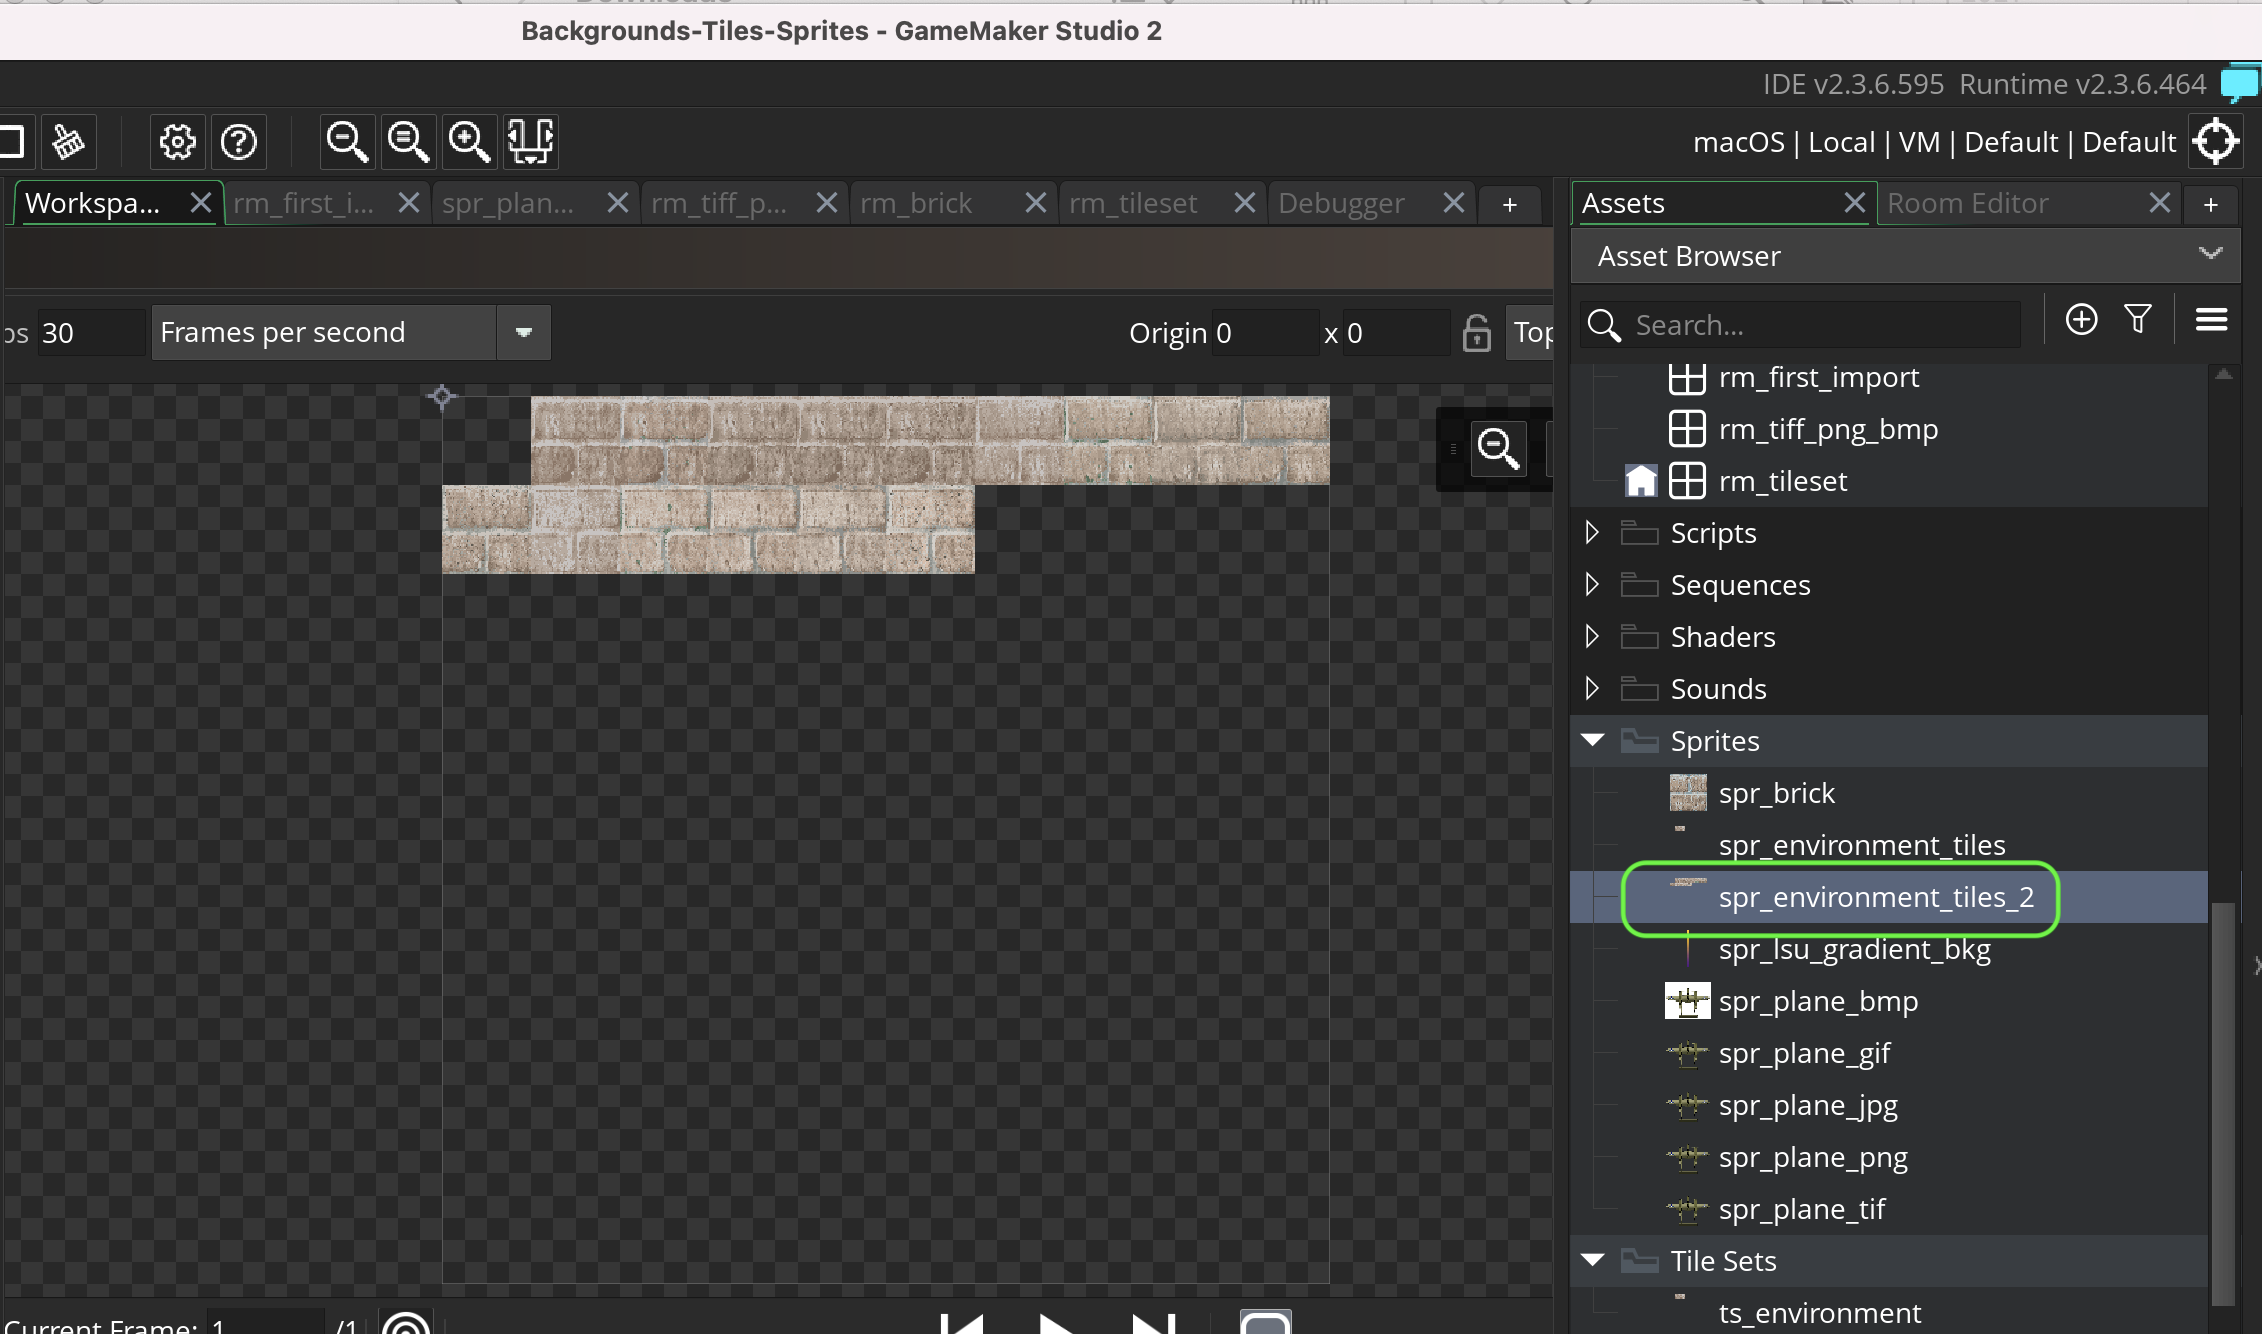 Backgrounds-Tiles-Sprites - GameMaker Studio 2
IDE v2.3.6.595 Runtime v2.3.6.464
macOS | Local | VM | Default | Default
Workspa...
rm_first_i...
spr_plan...
rm_tiff_p...
rm_brick
rm_tileset
Debugger
+
Assets
Room Editor
+
Asset Browser
ps 30
Frames per second
Origin 0 x 0
Top
Search...
rm_first_import
rm_tiff_png_bmp
rm_tileset
Scripts
Sequences
Shaders
Sounds
Sprites
spr_brick
spr_environment_tiles
spr_environment_tiles_2
spr_lsu_gradient_bkg
spr_plane_bmp
spr_plane_gif
spr_plane_jpg
spr_plane_png
spr_plane_tif
Tile Sets
ts_environment
Current Frame: 1 /1